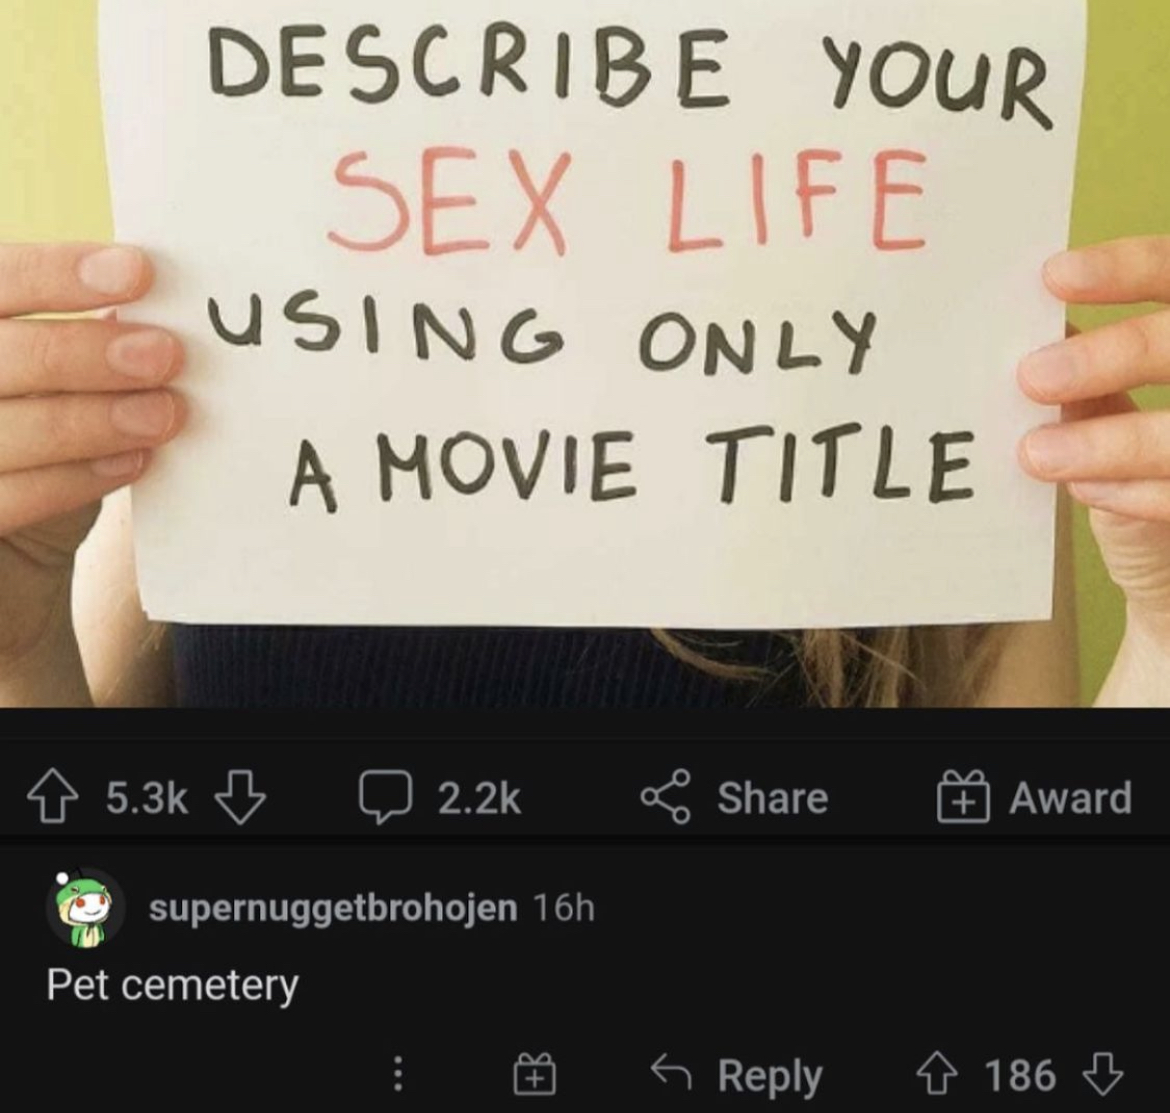 DESCRIBE YOUR
SEX LIFE
USING ONLY
A MOVIE TITLE
5.3k 2.2k Share Award
supernuggetbrohojen 16h
Pet cemetery
Reply 186